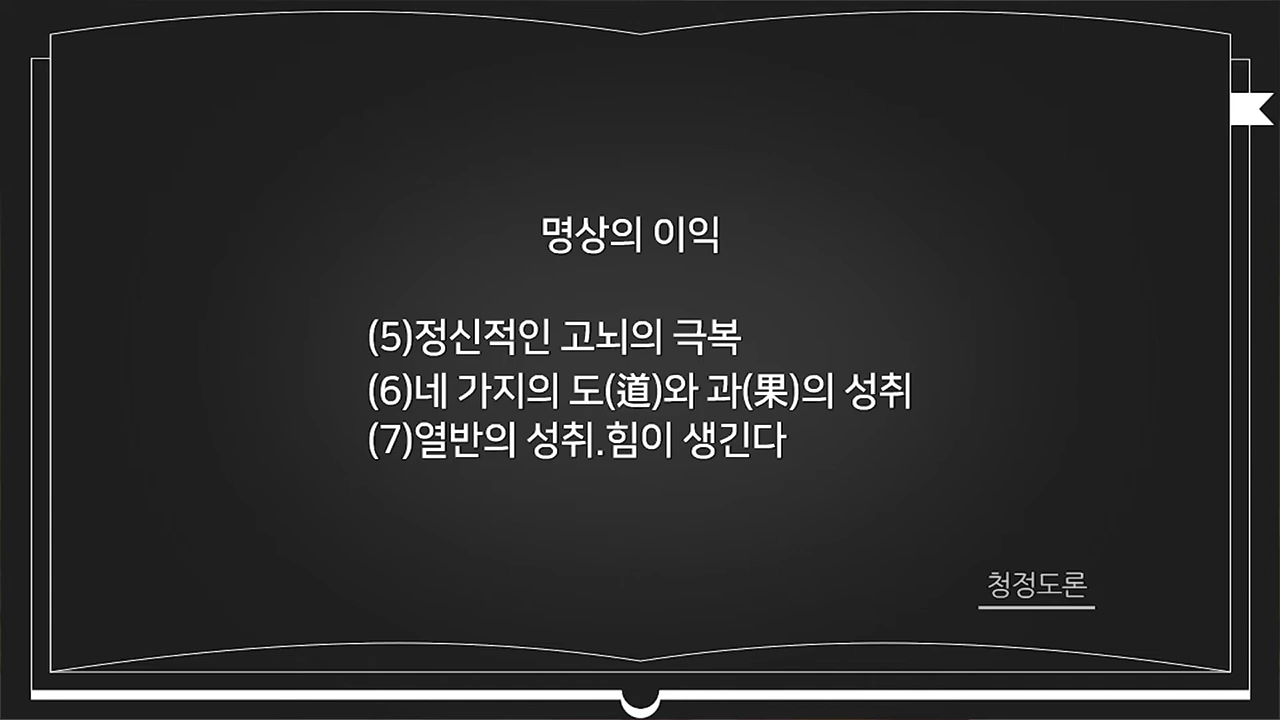 명상의 이익
(5)정신적인 고뇌의 극복
(6)네 가지의 도(道)와 과(果)의 성취
(7)열반의 성취.힘이 생긴다
청정도론